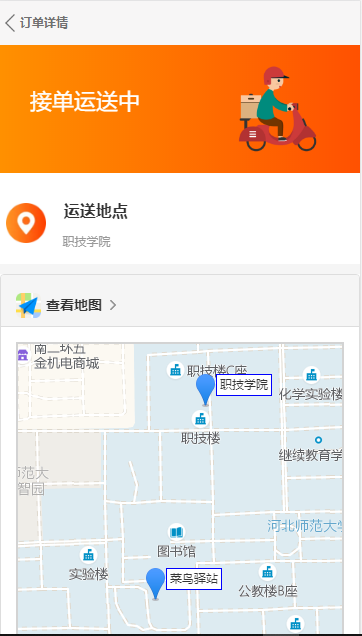 订单详情
接单运送中
运送地点
职技学院
查看地图
南二环五
金机电商城
职技楼C座
职技学院
化学实验楼
职技楼
继续教育学
师范大
智园
河北师范大学
图书馆
实验楼
菜鸟驿站
公教楼B座